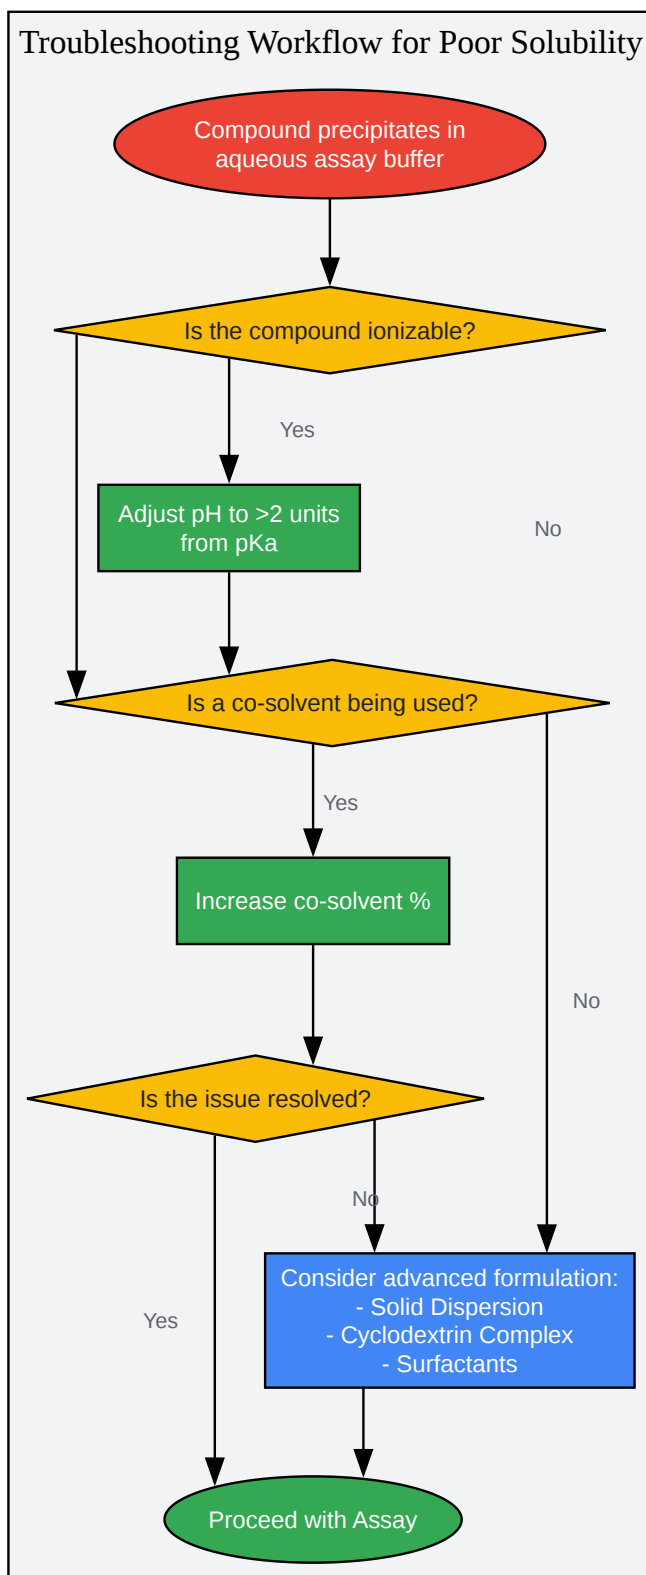 Troubleshooting Workflow for Poor Solubility
Compound precipitates in
aqueous assay buffer
Is the compound ionizable?
Yes
Adjust pH to >2 units
from pKa
No
Is a co-solvent being used?
Yes
Increase co-solvent %
No
Is the issue resolved?
No
Consider advanced formulation:
- Solid Dispersion
- Cyclodextrin Complex
- Surfactants
Yes
Proceed with Assay